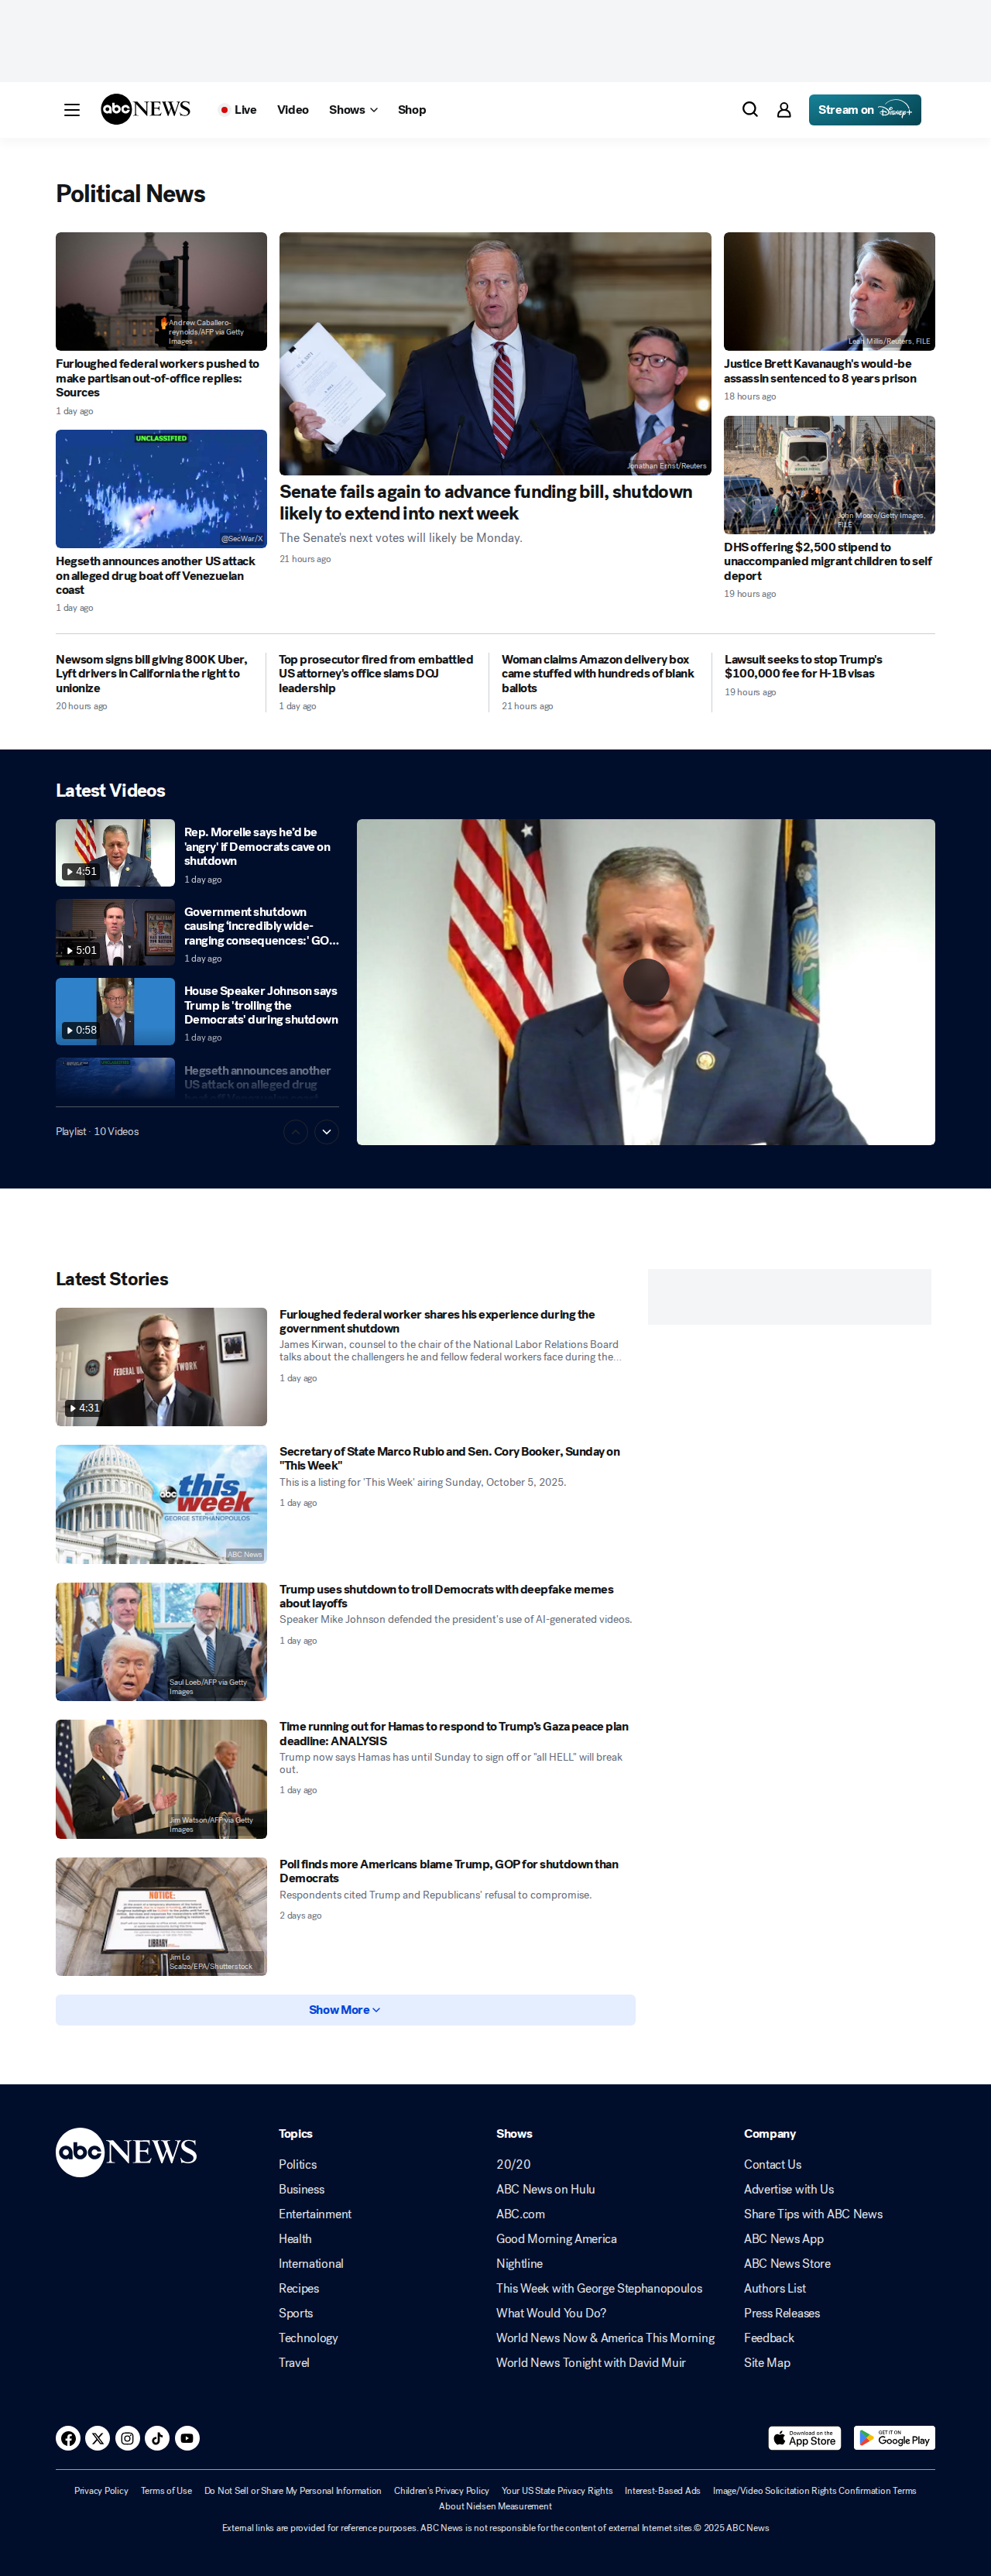 abc NEWS
Live
Video
Shows
Shop
Stream on Disney+
Political News
Andrew Caballero-
reynolds/AFP via Getty
Images
Furloughed federal workers pushed to
make partisan out-of-office replies:
Sources
1 day ago
UNCLASSIFIED
@SecWar/X
Hegseth announces another US attack
on alleged drug boat off Venezuelan
coast
1 day ago
Jonathan Ernst/Reuters
Senate fails again to advance funding bill, shutdown
likely to extend into next week
The Senate's next votes will likely be Monday.
21 hours ago
Leah Millis/Reuters, FILE
Justice Brett Kavanaugh's would-be
assassin sentenced to 8 years prison
18 hours ago
John Moore/Getty Images,
FILE
DHS offering $2,500 stipend to
unaccompanied migrant children to self
deport
19 hours ago
Newsom signs bill giving 800K Uber,
Lyft drivers in California the right to
unionize
20 hours ago
Top prosecutor fired from embattled
US attorney's office slams DOJ
leadership
1 day ago
Woman claims Amazon delivery box
came stuffed with hundreds of blank
ballots
21 hours ago
Lawsuit seeks to stop Trump's
$100,000 fee for H-1B visas
19 hours ago
Latest Videos
4:51
Rep. Morelle says he'd be
'angry' if Democrats cave on
shutdown
1 day ago
5:01
Government shutdown
causing 'incredibly wide-
ranging consequences:' GO...
1 day ago
0:58
House Speaker Johnson says
Trump is 'trolling the
Democrats' during shutdown
1 day ago
Hegseth announces another
US attack on alleged drug
boat off Venezuelan coast
Playlist · 10 Videos
Latest Stories
4:31
Furloughed federal worker shares his experience during the
government shutdown
James Kirwan, counsel to the chair of the National Labor Relations Board
talks about the challengers he and fellow federal workers face during the...
1 day ago
abc this
week
GEORGE STEPHANOPOULOS
ABC News
Secretary of State Marco Rubio and Sen. Cory Booker, Sunday on
"This Week"
This is a listing for 'This Week' airing Sunday, October 5, 2025.
1 day ago
Saul Loeb/AFP via Getty
Images
Trump uses shutdown to troll Democrats with deepfake memes
about layoffs
Speaker Mike Johnson defended the president's use of AI-generated videos.
1 day ago
Jim Watson/AFP via Getty
Images
Time running out for Hamas to respond to Trump's Gaza peace plan
deadline: ANALYSIS
Trump now says Hamas has until Sunday to sign off or "all HELL" will break
out.
1 day ago
NOTICE:
LIBRARY
Jim Lo
Scalzo/EPA/Shutterstock
Poll finds more Americans blame Trump, GOP for shutdown than
Democrats
Respondents cited Trump and Republicans' refusal to compromise.
2 days ago
Show More
abc NEWS
Topics
Politics
Business
Entertainment
Health
International
Recipes
Sports
Technology
Travel
Shows
20/20
ABC News on Hulu
ABC.com
Good Morning America
Nightline
This Week with George Stephanopoulos
What Would You Do?
World News Now & America This Morning
World News Tonight with David Muir
Company
Contact Us
Advertise with Us
Share Tips with ABC News
ABC News App
ABC News Store
Authors List
Press Releases
Feedback
Site Map
Download on the
App Store
GET IT ON
Google Play
Privacy Policy Terms of Use Do Not Sell or Share My Personal Information Children's Privacy Policy Your US State Privacy Rights Interest-Based Ads Image/Video Solicitation Rights Confirmation Terms
About Nielsen Measurement
External links are provided for reference purposes. ABC News is not responsible for the content of external Internet sites.© 2025 ABC News